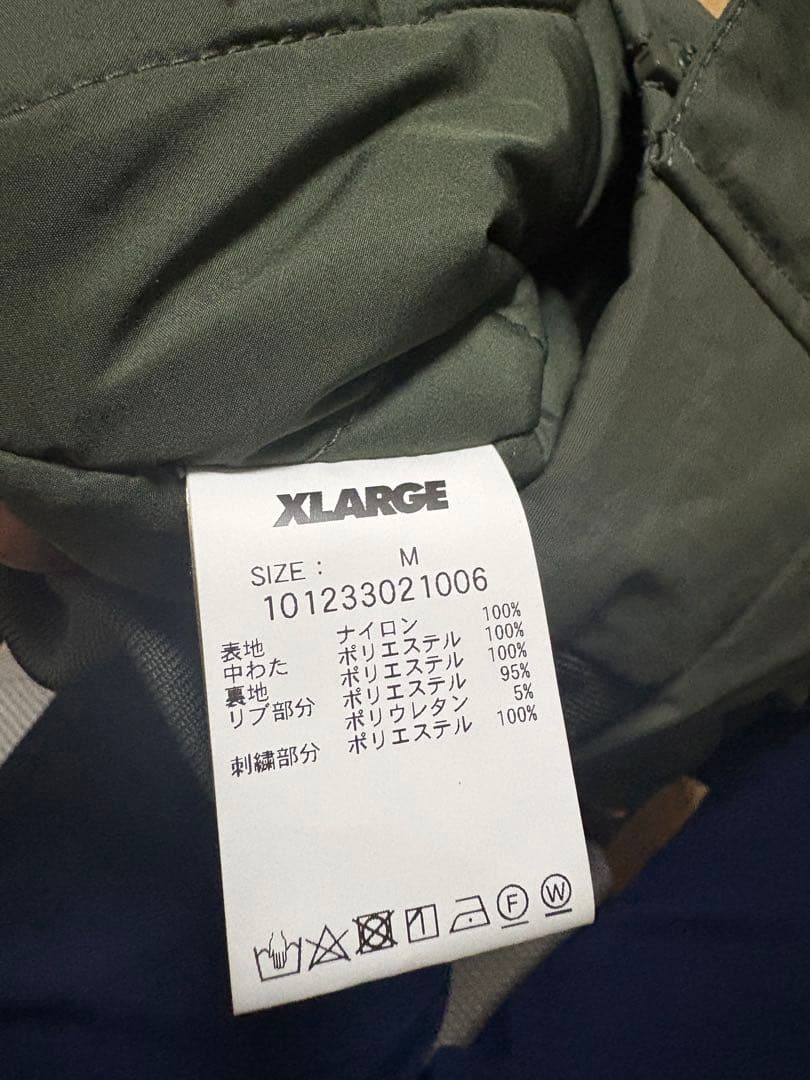 XLARGE
SIZE : M
101233021006
表地 ナイロン 100%
中わた ポリエステル 100%
裏地 ポリエステル 100%
リブ部分 ポリエステル 95%
ポリウレタン 5%
刺繍部分 ポリエステル 100%
F W